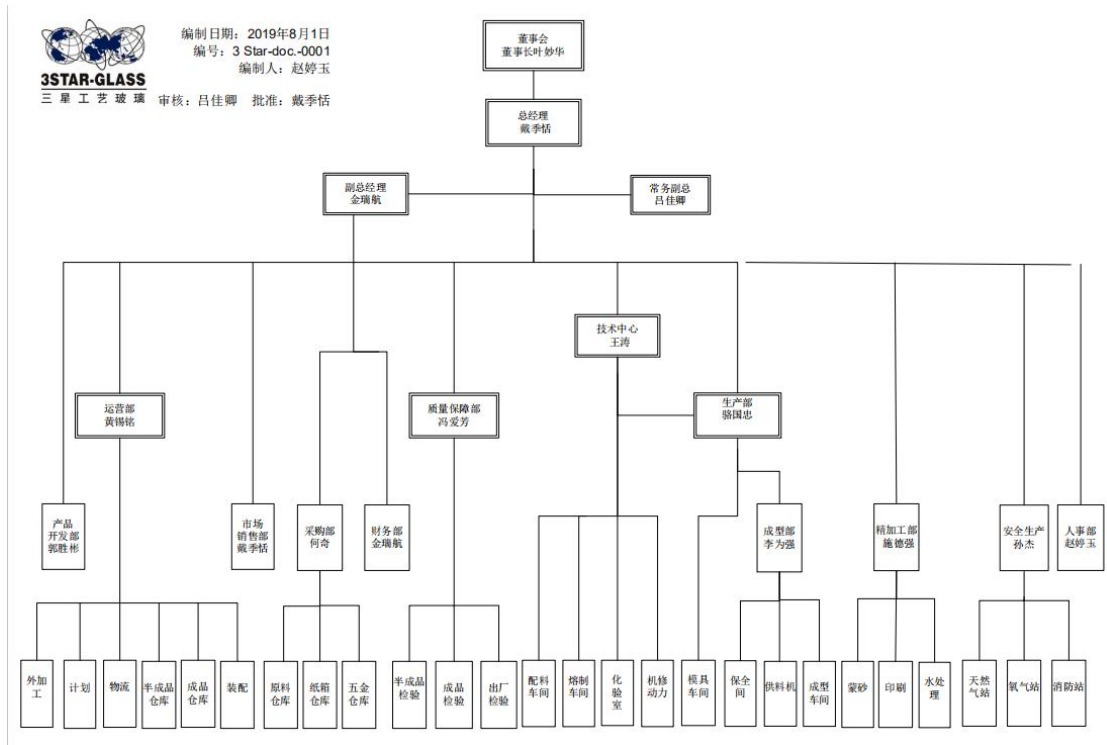 编制日期：2019年8月1日
编号：3 Star-doc.-0001
编制人：赵婷玉
3STAR-GLASS
三星工艺玻璃
审核：吕佳卿 批准：戴季恬
董事会
董事长叶妙华
总经理
戴季恬
副总经理
金瑞航
常务副总
吕佳卿
技术中心
王涛
运营部
黄锡铭
质量保障部
冯爱芳
生产部
骆国忠
产品
开发部
郭胜彬
市场
销售部
戴季恬
采购部
何奇
财务部
金瑞航
成型部
李为强
精加工部
施德强
安全生产
孙杰
人事部
赵婷玉
外加
工
计划
物流
半成品
仓库
成品
仓库
装配
原料
仓库
纸箱
仓库
五金
仓库
半成品
检验
成品
检验
出厂
检验
配料
车间
熔制
车间
化
验
室
机修
动力
模具
车间
保全
间
供料机
成型
车间
蒙砂
印刷
水处
理
天然
气站
氧气站
消防站